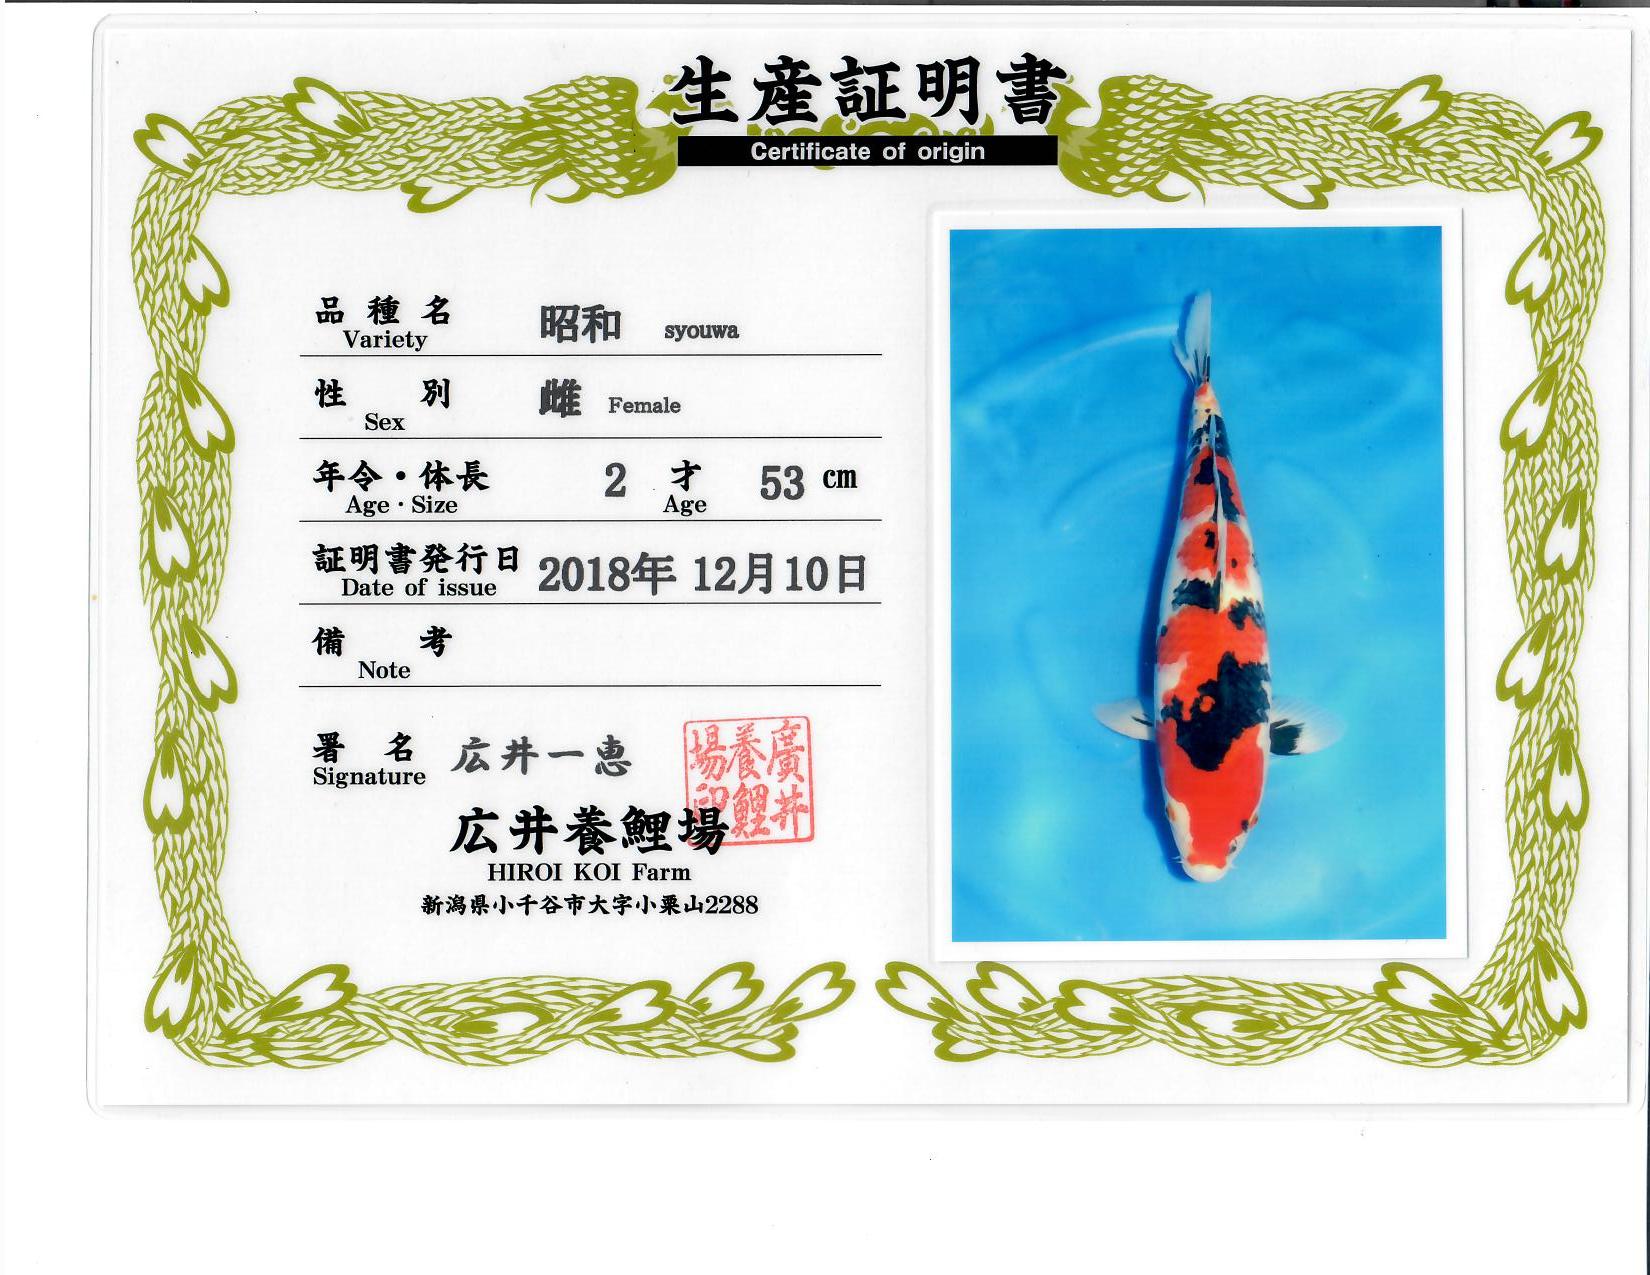 生産証明書
Certificate of origin
品種名 昭和 syouwa
Variety
性別 雌 Female
Sex
年令・体長 2才 53cm
Age・Size Age
証明書発行日 2018年 12月10日
Date of issue
備考
Note
署名 広井一恵
Signature
廣井
養鯉
場印
広井養鯉場
HIROI KOI Farm
新潟県小千谷市大字小栗山2288